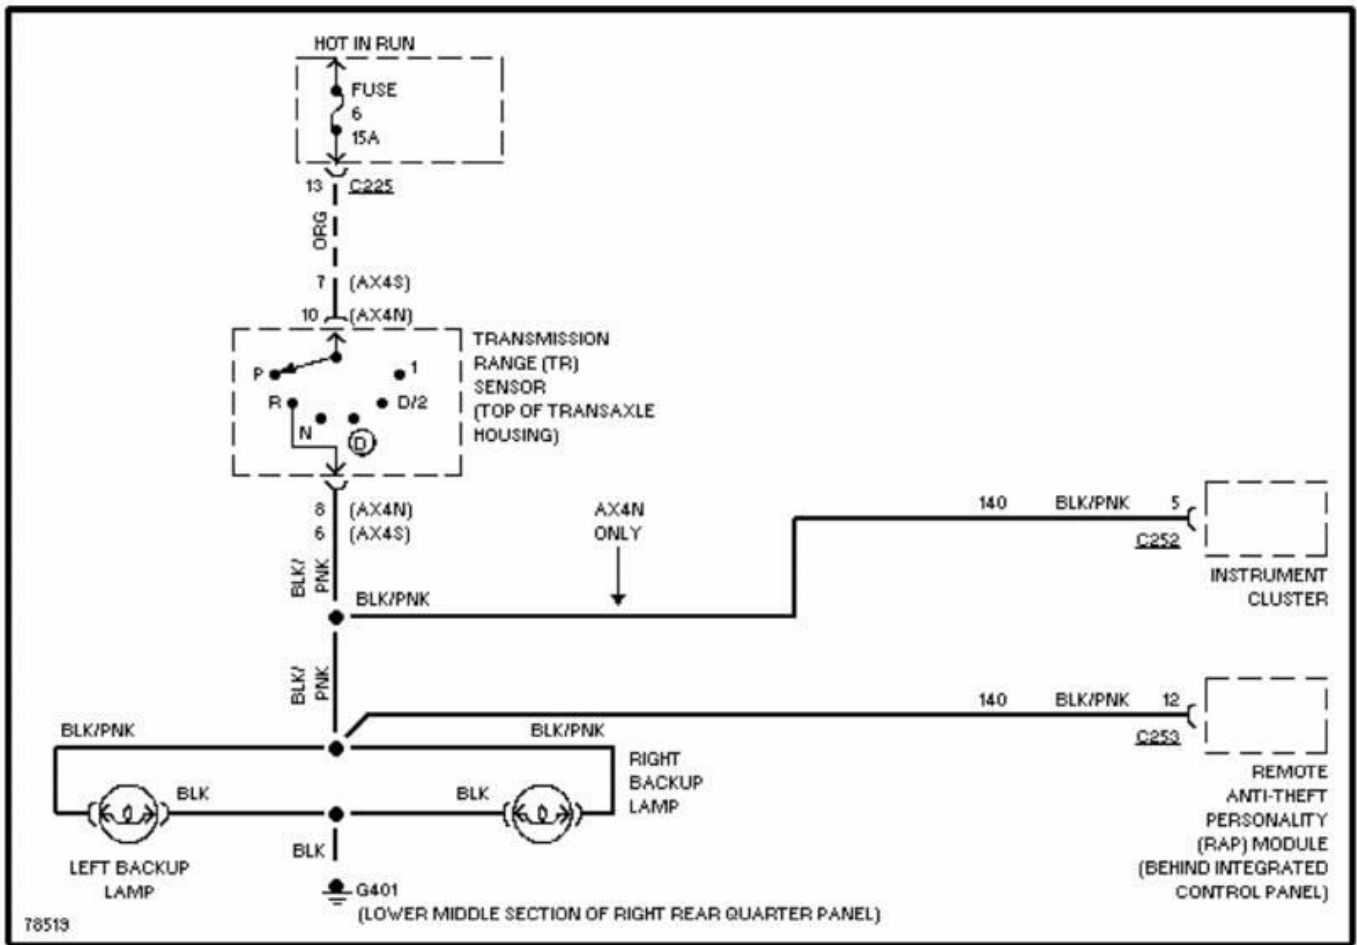 HOT IN RUN
FUSE
6
15A
13 C225
ORG
7 (AX4S)
10 (AX4N)
TRANSMISSION
RANGE (TR)
SENSOR
(TOP OF TRANSAXLE
HOUSING)
P
1
R
D/2
N
D
8 (AX4N)
6 (AX4S)
BLK/
PNK
AX4N
ONLY
140 BLK/PNK 5
C252
INSTRUMENT
CLUSTER
BLK/PNK
BLK/
PNK
140 BLK/PNK 12
C253
REMOTE
ANTI-THEFT
PERSONALITY
(RAP) MODULE
(BEHIND INTEGRATED
CONTROL PANEL)
BLK/PNK
BLK/PNK
RIGHT
BACKUP
LAMP
BLK
BLK
LEFT BACKUP
LAMP
BLK
G401
(LOWER MIDDLE SECTION OF RIGHT REAR QUARTER PANEL)
78519